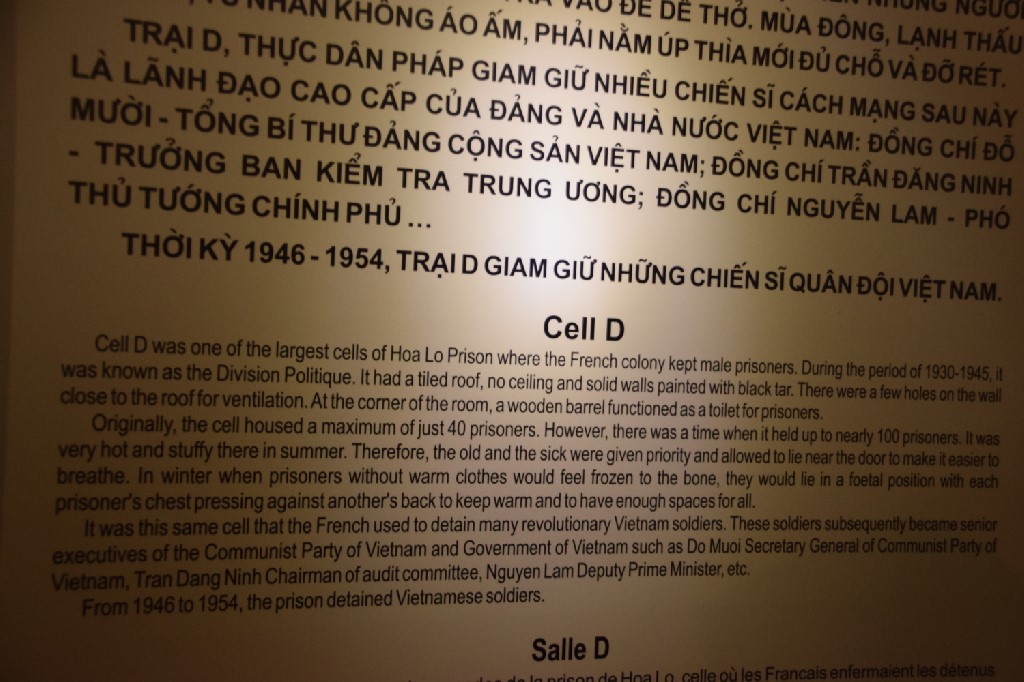 TÙ NHÂN KHÔNG ÁO ẤM, PHẢI NẰM ÚP THÌA MỚI ĐỦ CHỖ VÀ ĐỠ RÉT.
VÀO ĐỂ DỄ THỞ. MÙA ĐÔNG, LẠNH THẤU
TRẠI D, THỰC DÂN PHÁP GIAM GIỮ NHIỀU CHIẾN SĨ CÁCH MẠNG SAU NÀY
LÀ LÃNH ĐẠO CAO CẤP CỦA ĐẢNG VÀ NHÀ NƯỚC VIỆT NAM: ĐỒNG CHÍ ĐỖ
MƯỜI - TỔNG BÍ THƯ ĐẢNG CỘNG SẢN VIỆT NAM; ĐỒNG CHÍ TRẦN ĐĂNG NINH
- TRƯỞNG BAN KIỂM TRA TRUNG ƯƠNG; ĐỒNG CHÍ NGUYỄN LAM - PHÓ
THỦ TƯỚNG CHÍNH PHỦ ...
THỜI KỲ 1946 - 1954, TRẠI D GIAM GIỮ NHỮNG CHIẾN SĨ QUÂN ĐỘI VIỆT NAM.
Cell D
Cell D was one of the largest cells of Hoa Lo Prison where the French colony kept male prisoners. During the period of 1930-1945, it
was known as the Division Politique. It had a tiled roof, no ceiling and solid walls painted with black tar. There were a few holes on the wall
close to the roof for ventilation. At the corner of the room, a wooden barrel functioned as a toilet for prisoners.
Originally, the cell housed a maximum of just 40 prisoners. However, there was a time when it held up to nearly 100 prisoners. It was
very hot and stuffy there in summer. Therefore, the old and the sick were given priority and allowed to lie near the door to make it easier to
breathe. In winter when prisoners without warm clothes would feel frozen to the bone, they would lie in a foetal position with each
prisoner's chest pressing against another's back to keep warm and to have enough spaces for all.
It was this same cell that the French used to detain many revolutionary Vietnam soldiers. These soldiers subsequently became senior
executives of the Communist Party of Vietnam and Government of Vietnam such as Do Muoi Secretary General of Communist Party of
Vietnam, Tran Dang Ninh Chairman of audit committee, Nguyen Lam Deputy Prime Minister, etc.
From 1946 to 1954, the prison detained Vietnamese soldiers.
Salle D
de la prison de Hoa Lo, celle où les Français enfermaient les détenus